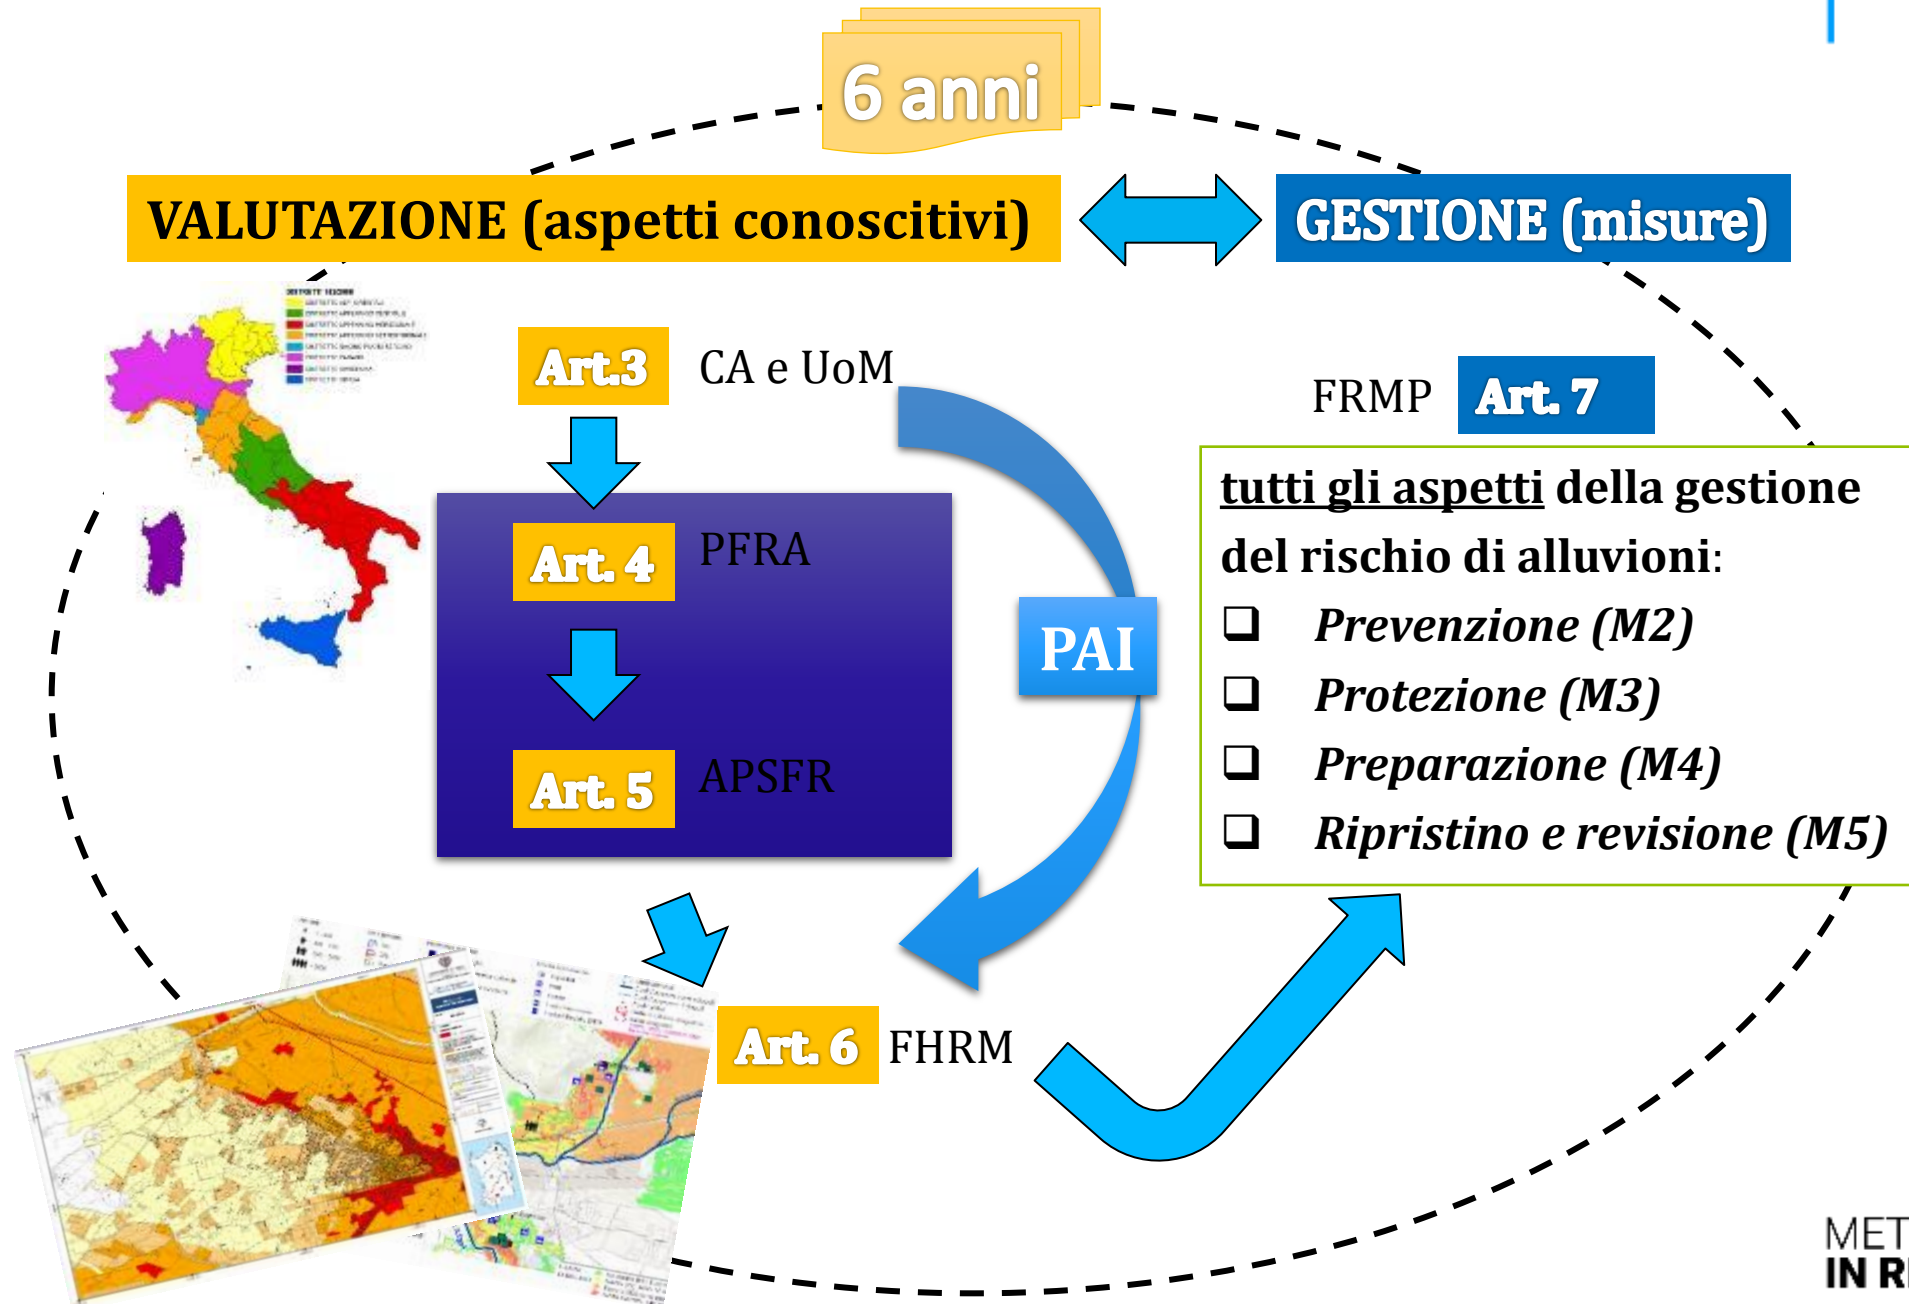 6 anni
VALUTAZIONE (aspetti conoscitivi)
GESTIONE (misure)
Art.3
CA e UoM
FRMP
Art. 7
tutti gli aspetti della gestione
del rischio di alluvioni:
Prevenzione (M2)
Protezione (M3)
Preparazione (M4)
Ripristino e revisione (M5)
Art. 4
PFRA
PAI
Art. 5
APSFR
Art. 6
FHRM
MET
IN R